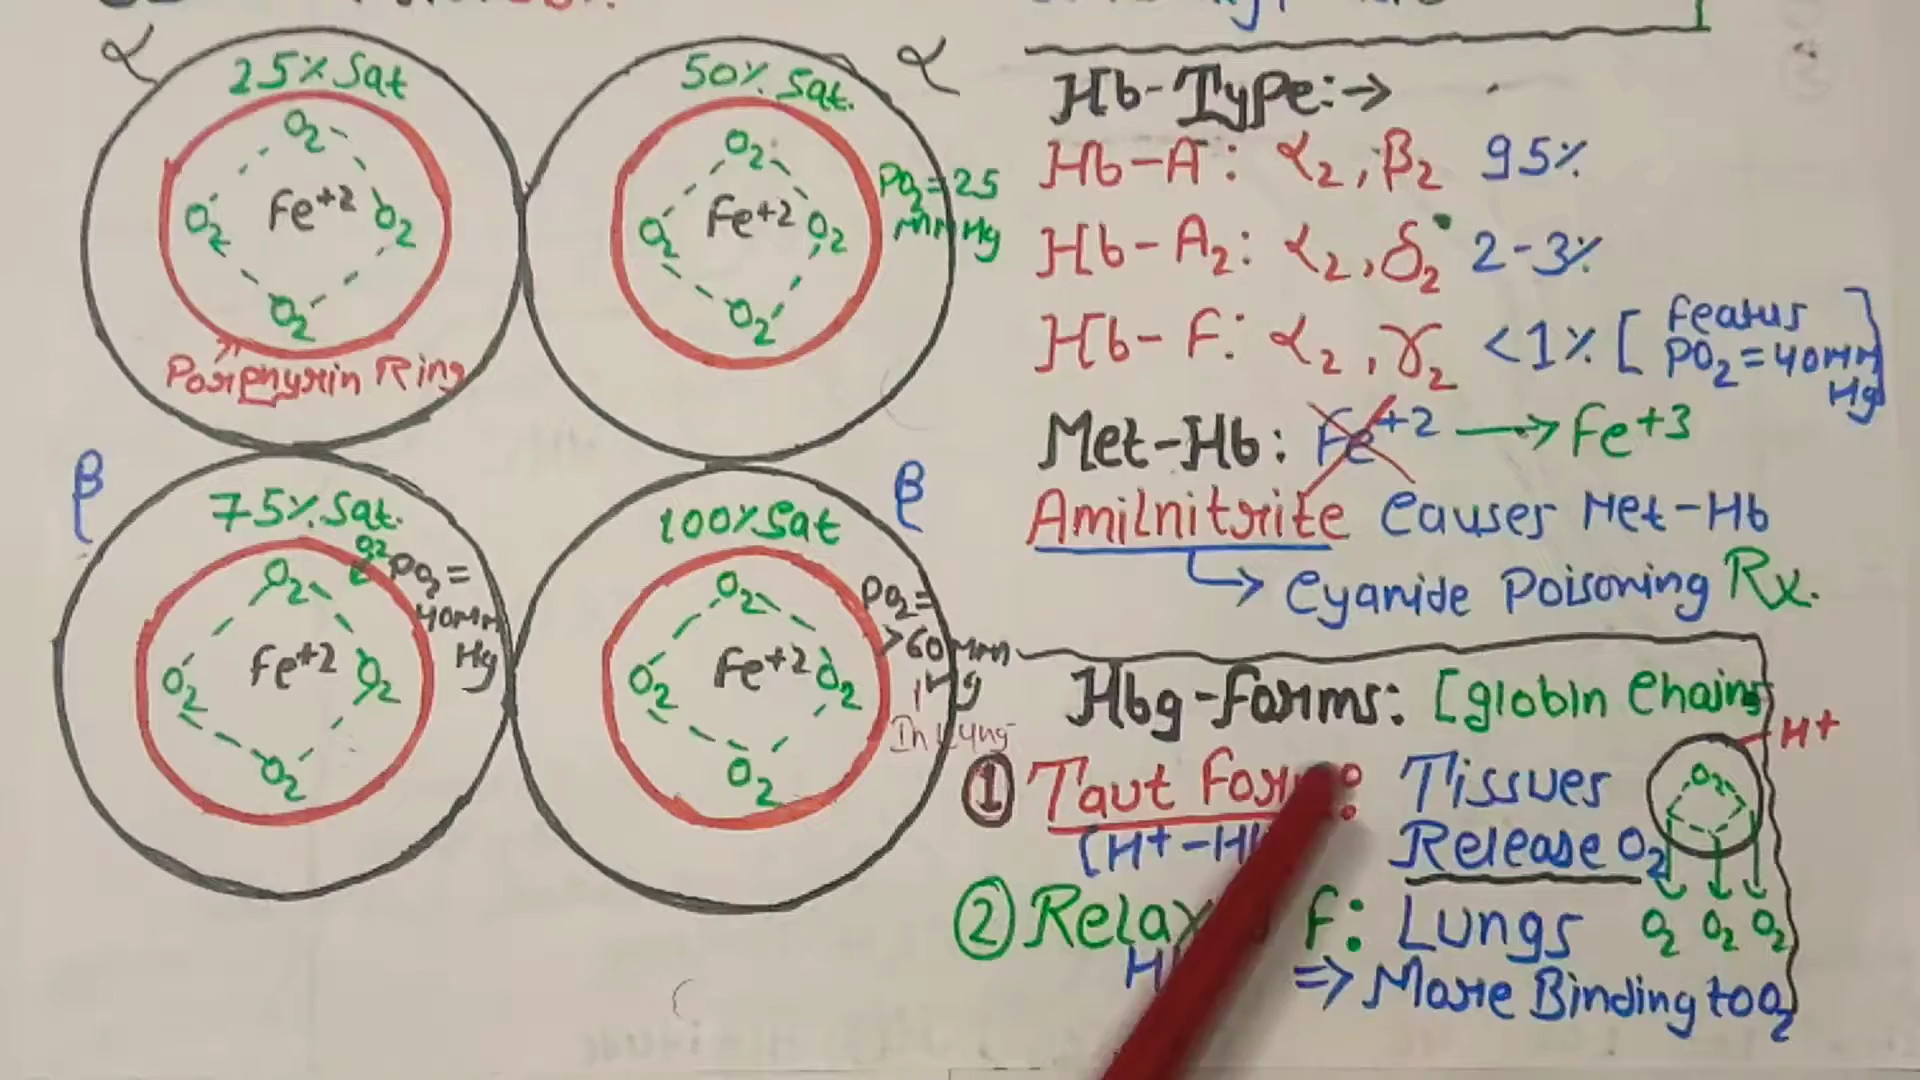 α
25% Sat
O2
O2 Fe+2 O2
O2
Porphyrin Ring
α
50% Sat.
O2
O2 Fe+2 O2
O2
PO2=25
mm Hg
β
75% Sat.
O2
O2 Fe+2 O2
O2
PO2=
40mm
Hg
β
100% Sat
O2
O2 Fe+2 O2
O2
PO2=
>60 mm
Hg
In Lung
Hb-Type:→
Hb-A: α2,β2 95%
Hb-A2: α2,δ2 2-3%
Hb-F: α2,γ2 <1% [featus
PO2=40mm
Hg]
Met-Hb: Fe+2 → Fe+3
Amilnitrite causes Met-Hb
→ Cyanide Poisoning Rx.
Hbg-forms: [globin chains
① Taut Form: Tissues
(H+-H
Release O2
H+
O2
② Relax F: Lungs
O2 O2 O2
⇒ More Binding to O2